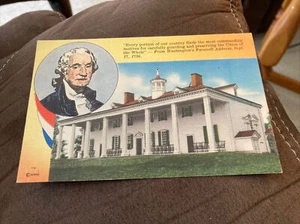 "Every portion of our country finds the most commanding
motives for carefully guarding and preserving the Union of
the Whole" — From Washington's Farewell Address, Sept.
17, 1796.